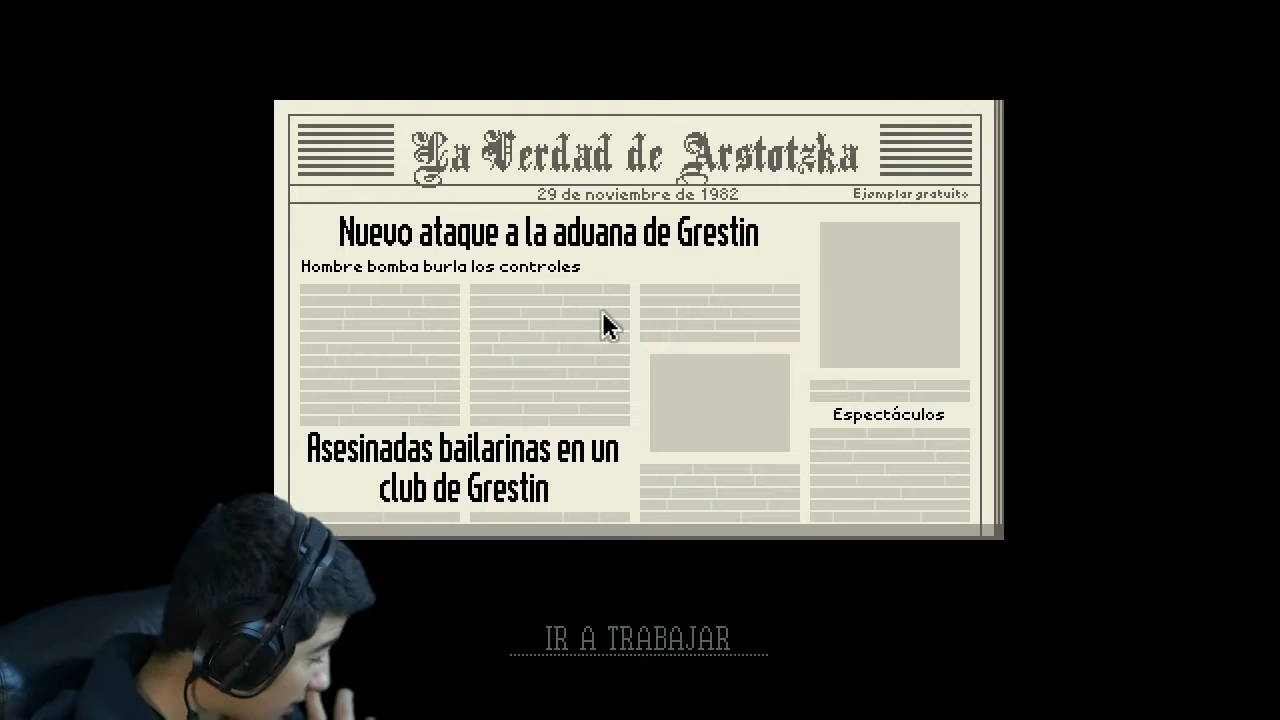 La Verdad de Arstotzka
29 de noviembre de 1982
Ejemplar gratuito
Nuevo ataque a la aduana de Grestin
Hombre bomba burla los controles
Espectáculos
Asesinadas bailarinas en un
club de Grestin
IR A TRABAJAR